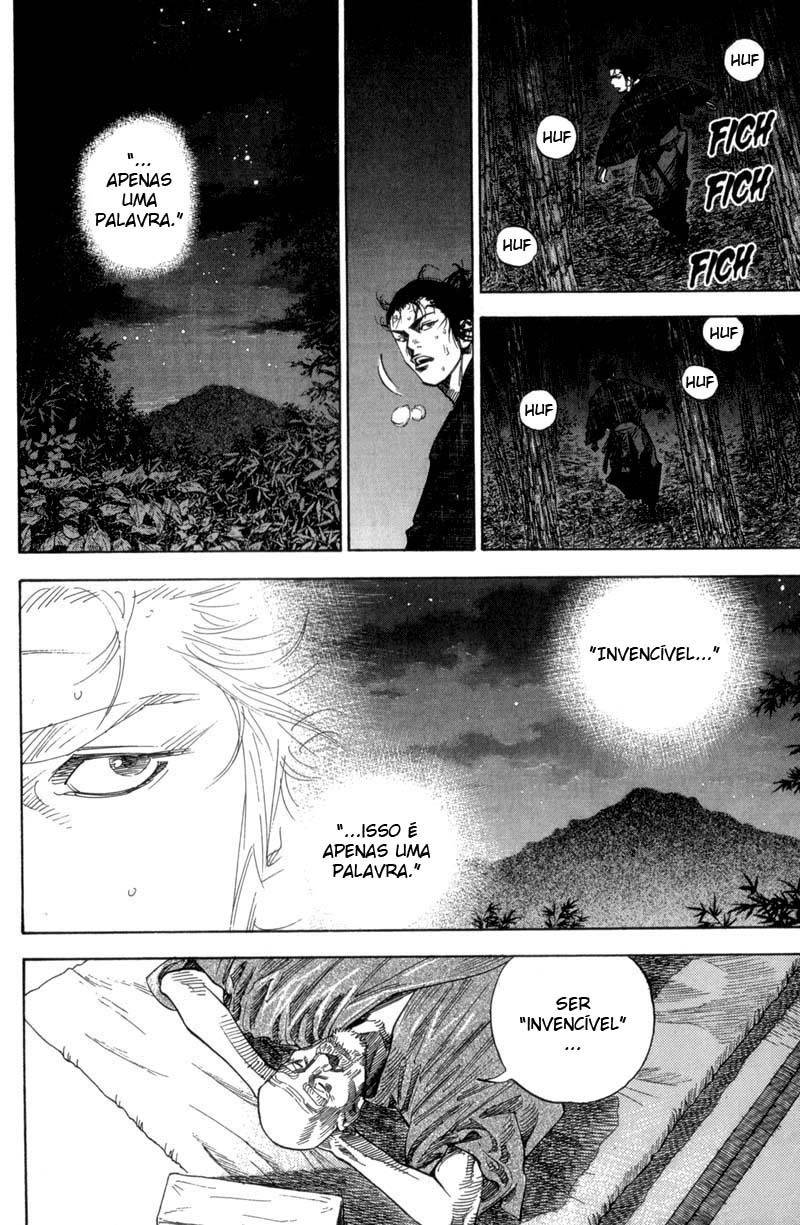 HUF
HUF
FICH
FICH
HUF
FICH
HUF
HUF
HUF
"...
APENAS
UMA
PALAVRA."
"INVENCÍVEL..."
"...ISSO É
APENAS UMA
PALAVRA."
SER
"INVENCÍVEL"
...